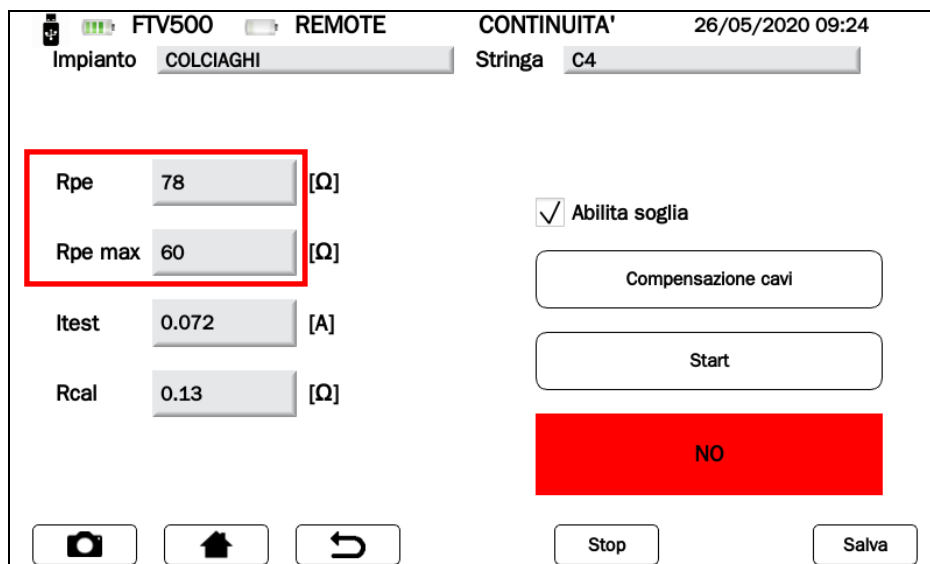 FTV500 REMOTE CONTINUITA' 26/05/2020 09:24
Impianto COLCIAGHI Stringa C4
Rpe 78 [Ω]
Abilita soglia
Rpe max 60 [Ω]
Compensazione cavi
Itest 0.072 [A]
Start
Rcal 0.13 [Ω]
NO
Stop Salva